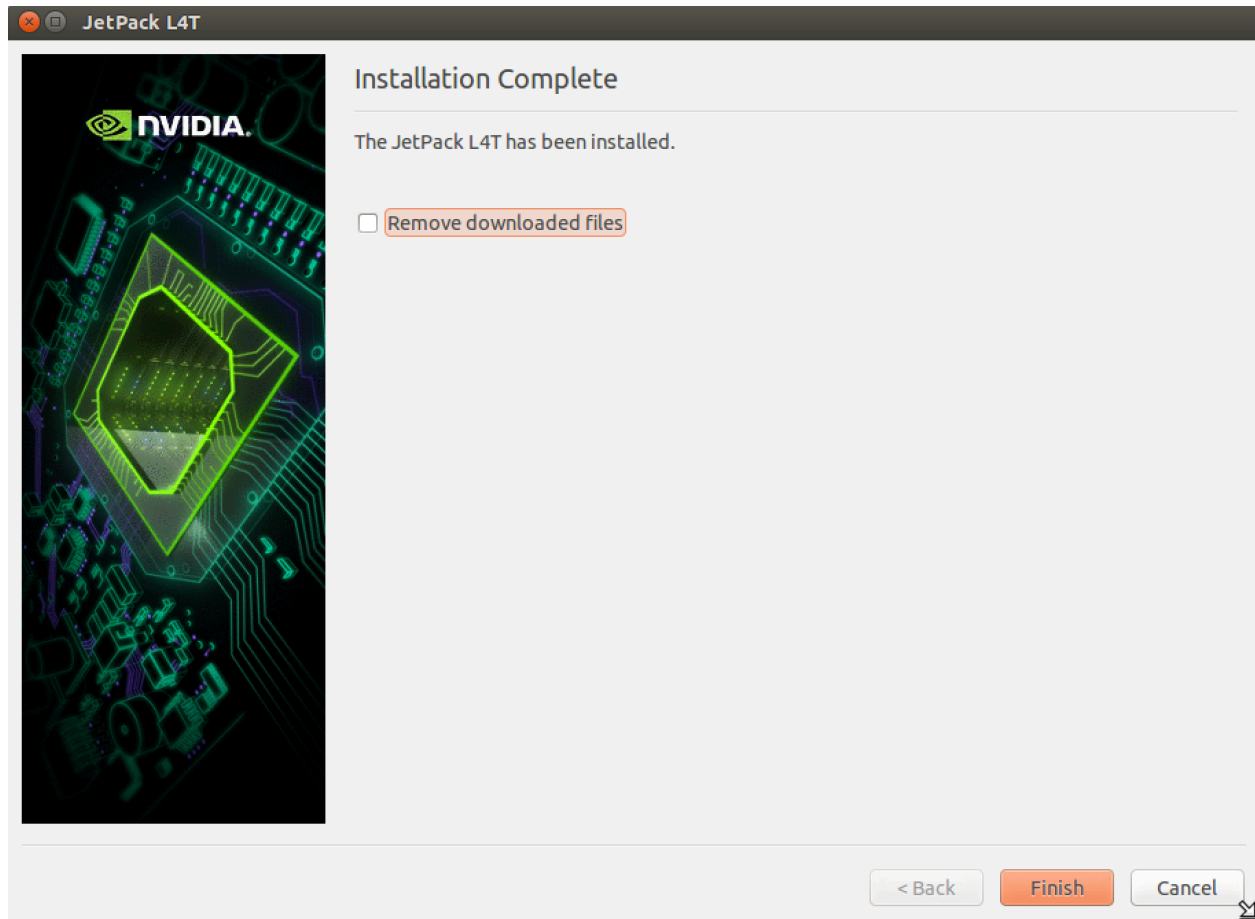 JetPack L4T
NVIDIA.
Installation Complete
The JetPack L4T has been installed.
Remove downloaded files
< Back
Finish
Cancel